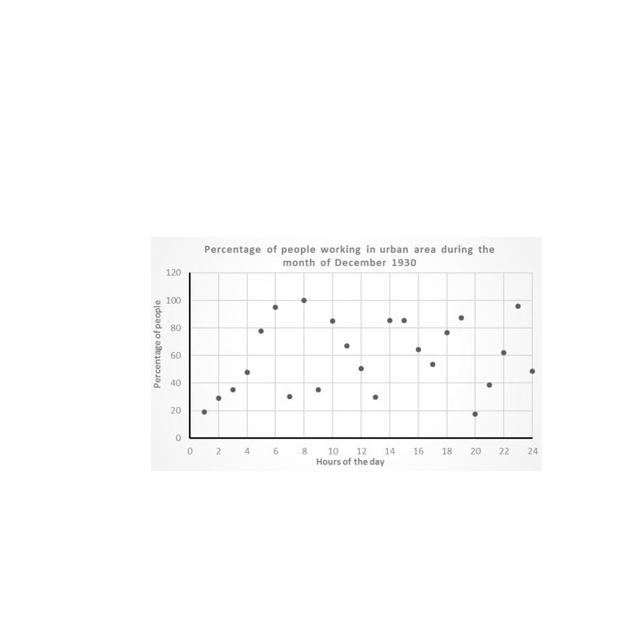 Percentage of people working in urban area during the
month of December 1930
Percentage of people
120
100
80
60
40
20
0
0 2 4 6 8 10 12 14 16 18 20 22 24
Hours of the day